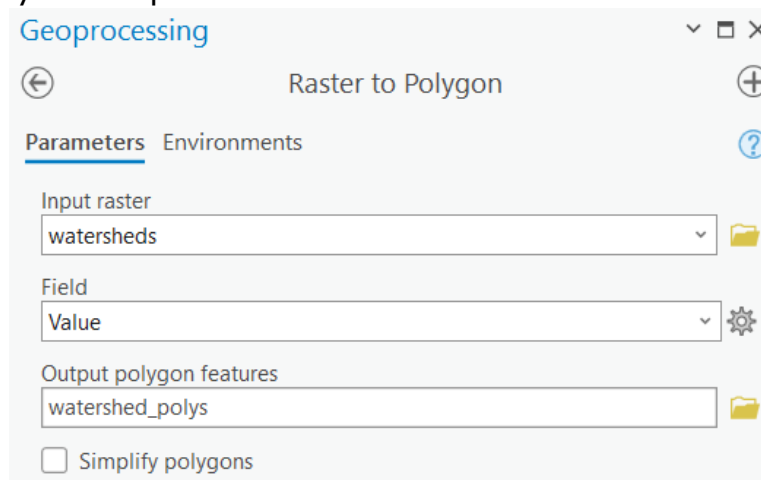 Geoprocessing
Raster to Polygon
Parameters Environments
Input raster
watersheds
Field
Value
Output polygon features
watershed_polys
Simplify polygons